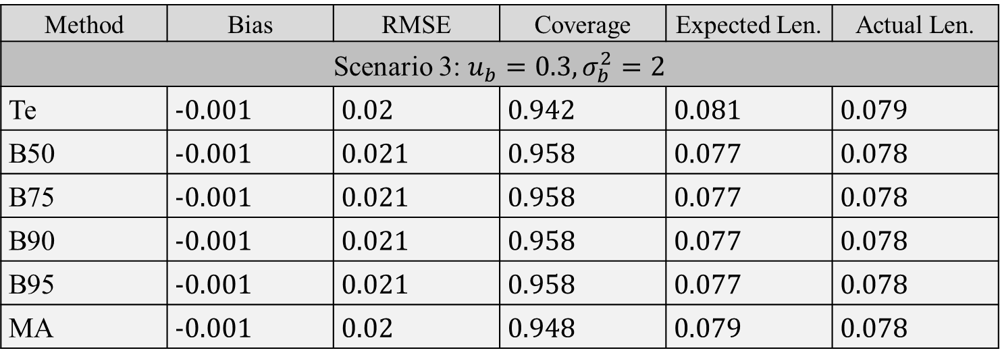 Method Bias RMSE Coverage Expected Len. Actual Len.
Scenario 3: 𝑢_𝑏 = 0.3, 𝜎_𝑏^2 = 2
Te -0.001 0.02 0.942 0.081 0.079
B50 -0.001 0.021 0.958 0.077 0.078
B75 -0.001 0.021 0.958 0.077 0.078
B90 -0.001 0.021 0.958 0.077 0.078
B95 -0.001 0.021 0.958 0.077 0.078
MA -0.001 0.02 0.948 0.079 0.078